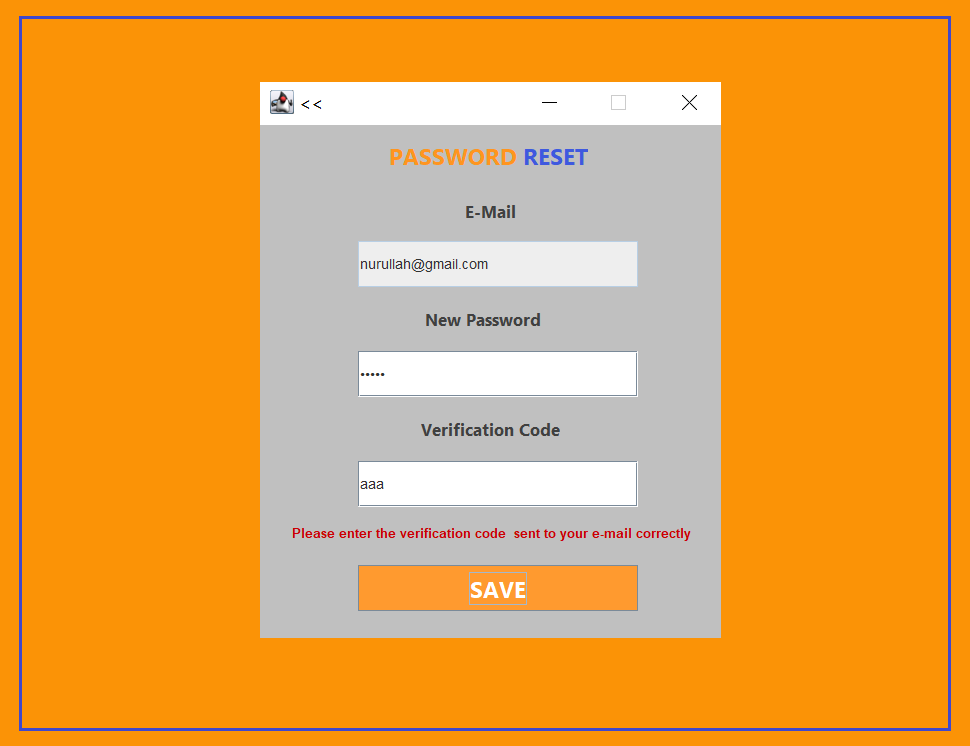 <<
PASSWORD RESET
E-Mail
nurullah@gmail.com
New Password
•••••
Verification Code
aaa
Please enter the verification code  sent to your e-mail correctly
SAVE